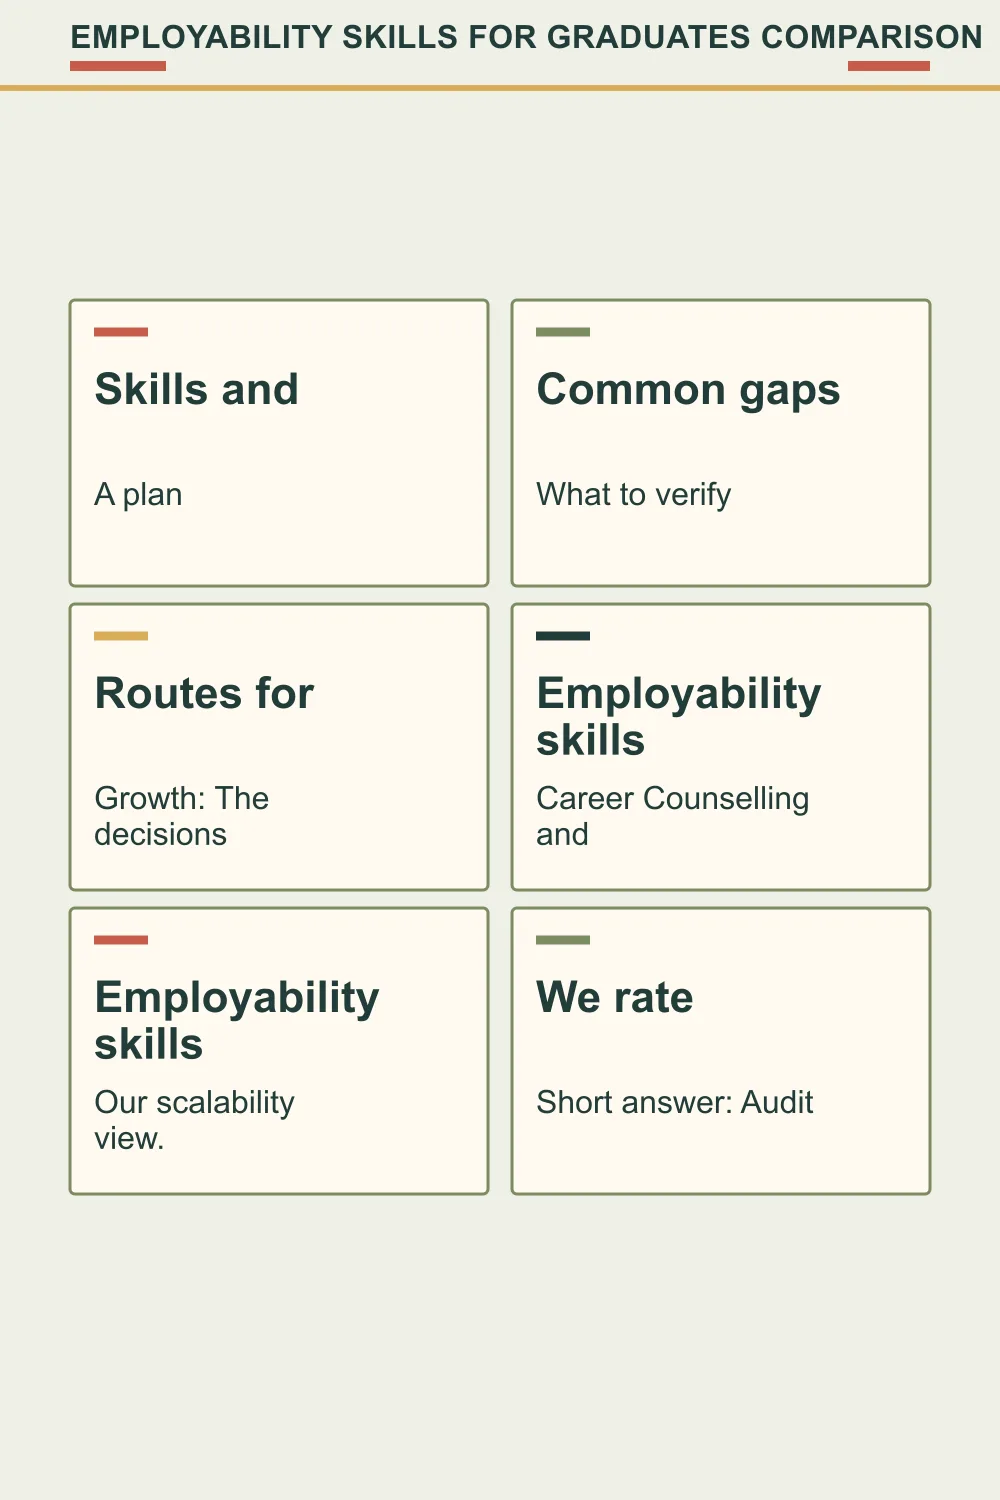 EMPLOYABILITY SKILLS FOR GRADUATES COMPARISON
Skills and
A plan
Common gaps
What to verify
Routes for
Growth: The
decisions
Employability
skills
Career Counselling
and
Employability
skills
Our scalability
view.
We rate
Short answer: Audit